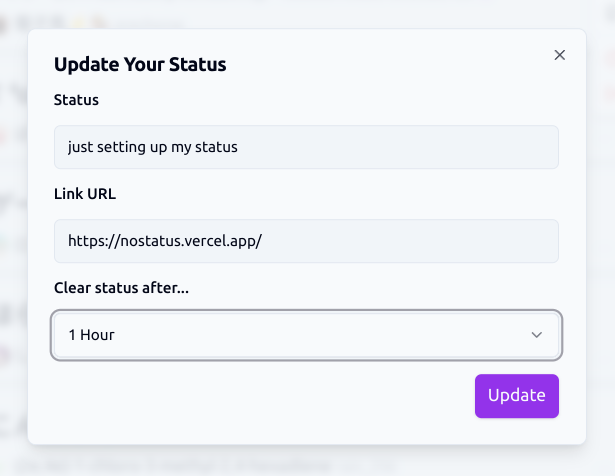 Update Your Status
Status
just setting up my status
Link URL
https://nostatus.vercel.app/
Clear status after...
1 Hour
Update